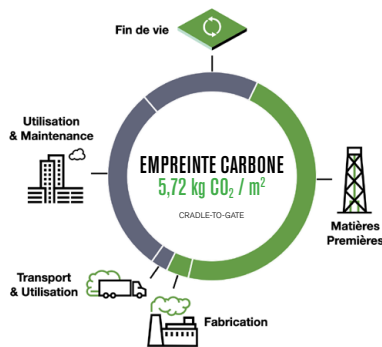 Fin de vie
Utilisation
& Maintenance
EMPREINTE CARBONE
5,72 kg CO₂ / m²
CRADLE-TO-GATE
Matières
Premières
Transport
& Utilisation
Fabrication